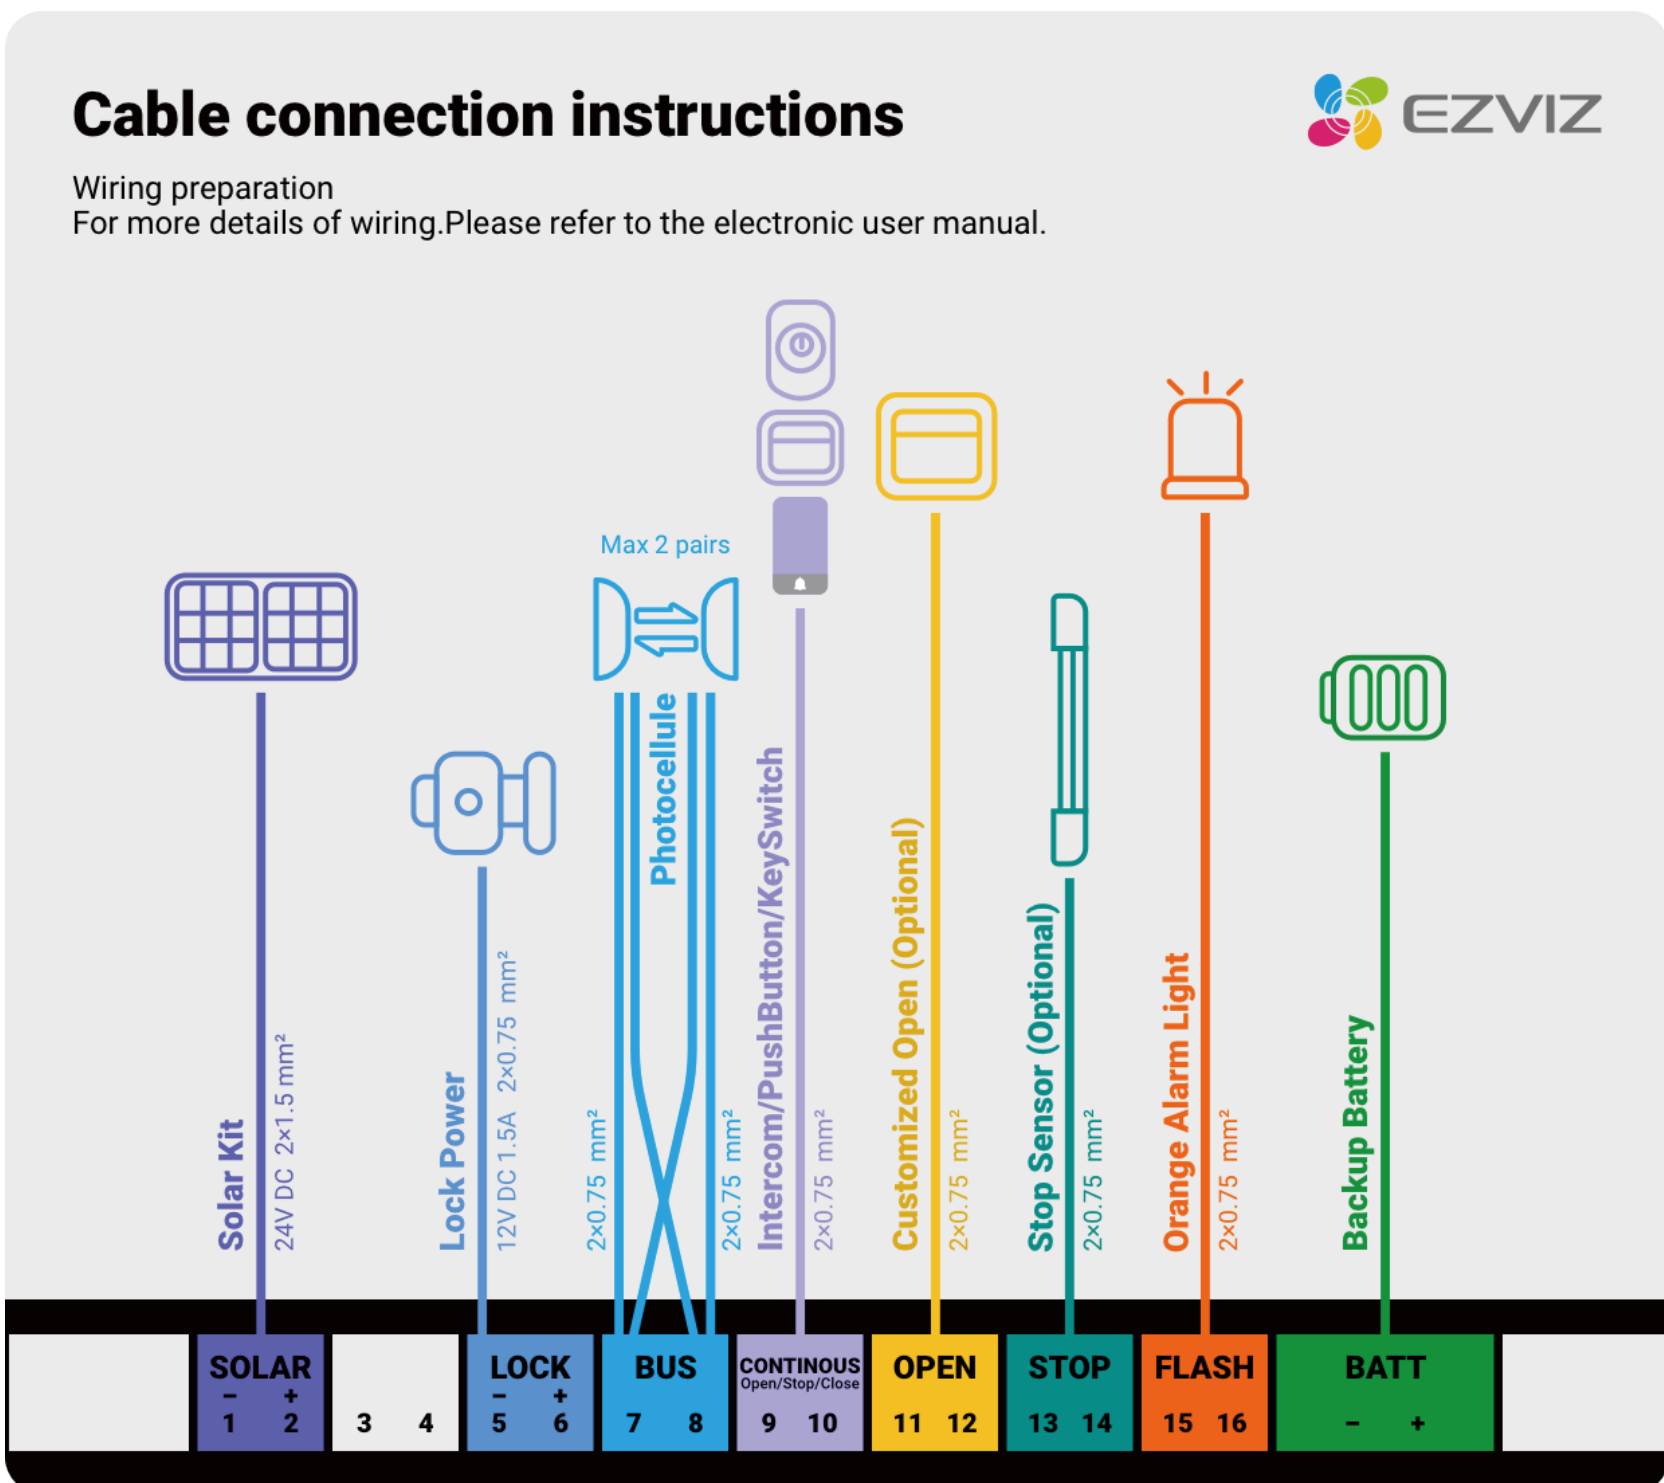 Cable connection instructions
EZVIZ
Wiring preparation
For more details of wiring.Please refer to the electronic user manual.
Max 2 pairs
Solar Kit
24V DC 2×1.5 mm²
Lock Power
12V DC 1.5A 2×0.75 mm²
2×0.75 mm²
Photocellule
2×0.75 mm²
Intercom/PushButton/KeySwitch
2×0.75 mm²
Customized Open (Optional)
2×0.75 mm²
Stop Sensor (Optional)
2×0.75 mm²
Orange Alarm Light
2×0.75 mm²
Backup Battery
SOLAR
− +
1 2
3 4
LOCK
− +
5 6
BUS
7 8
CONTINOUS
Open/Stop/Close
9 10
OPEN
11 12
STOP
13 14
FLASH
15 16
BATT
− +